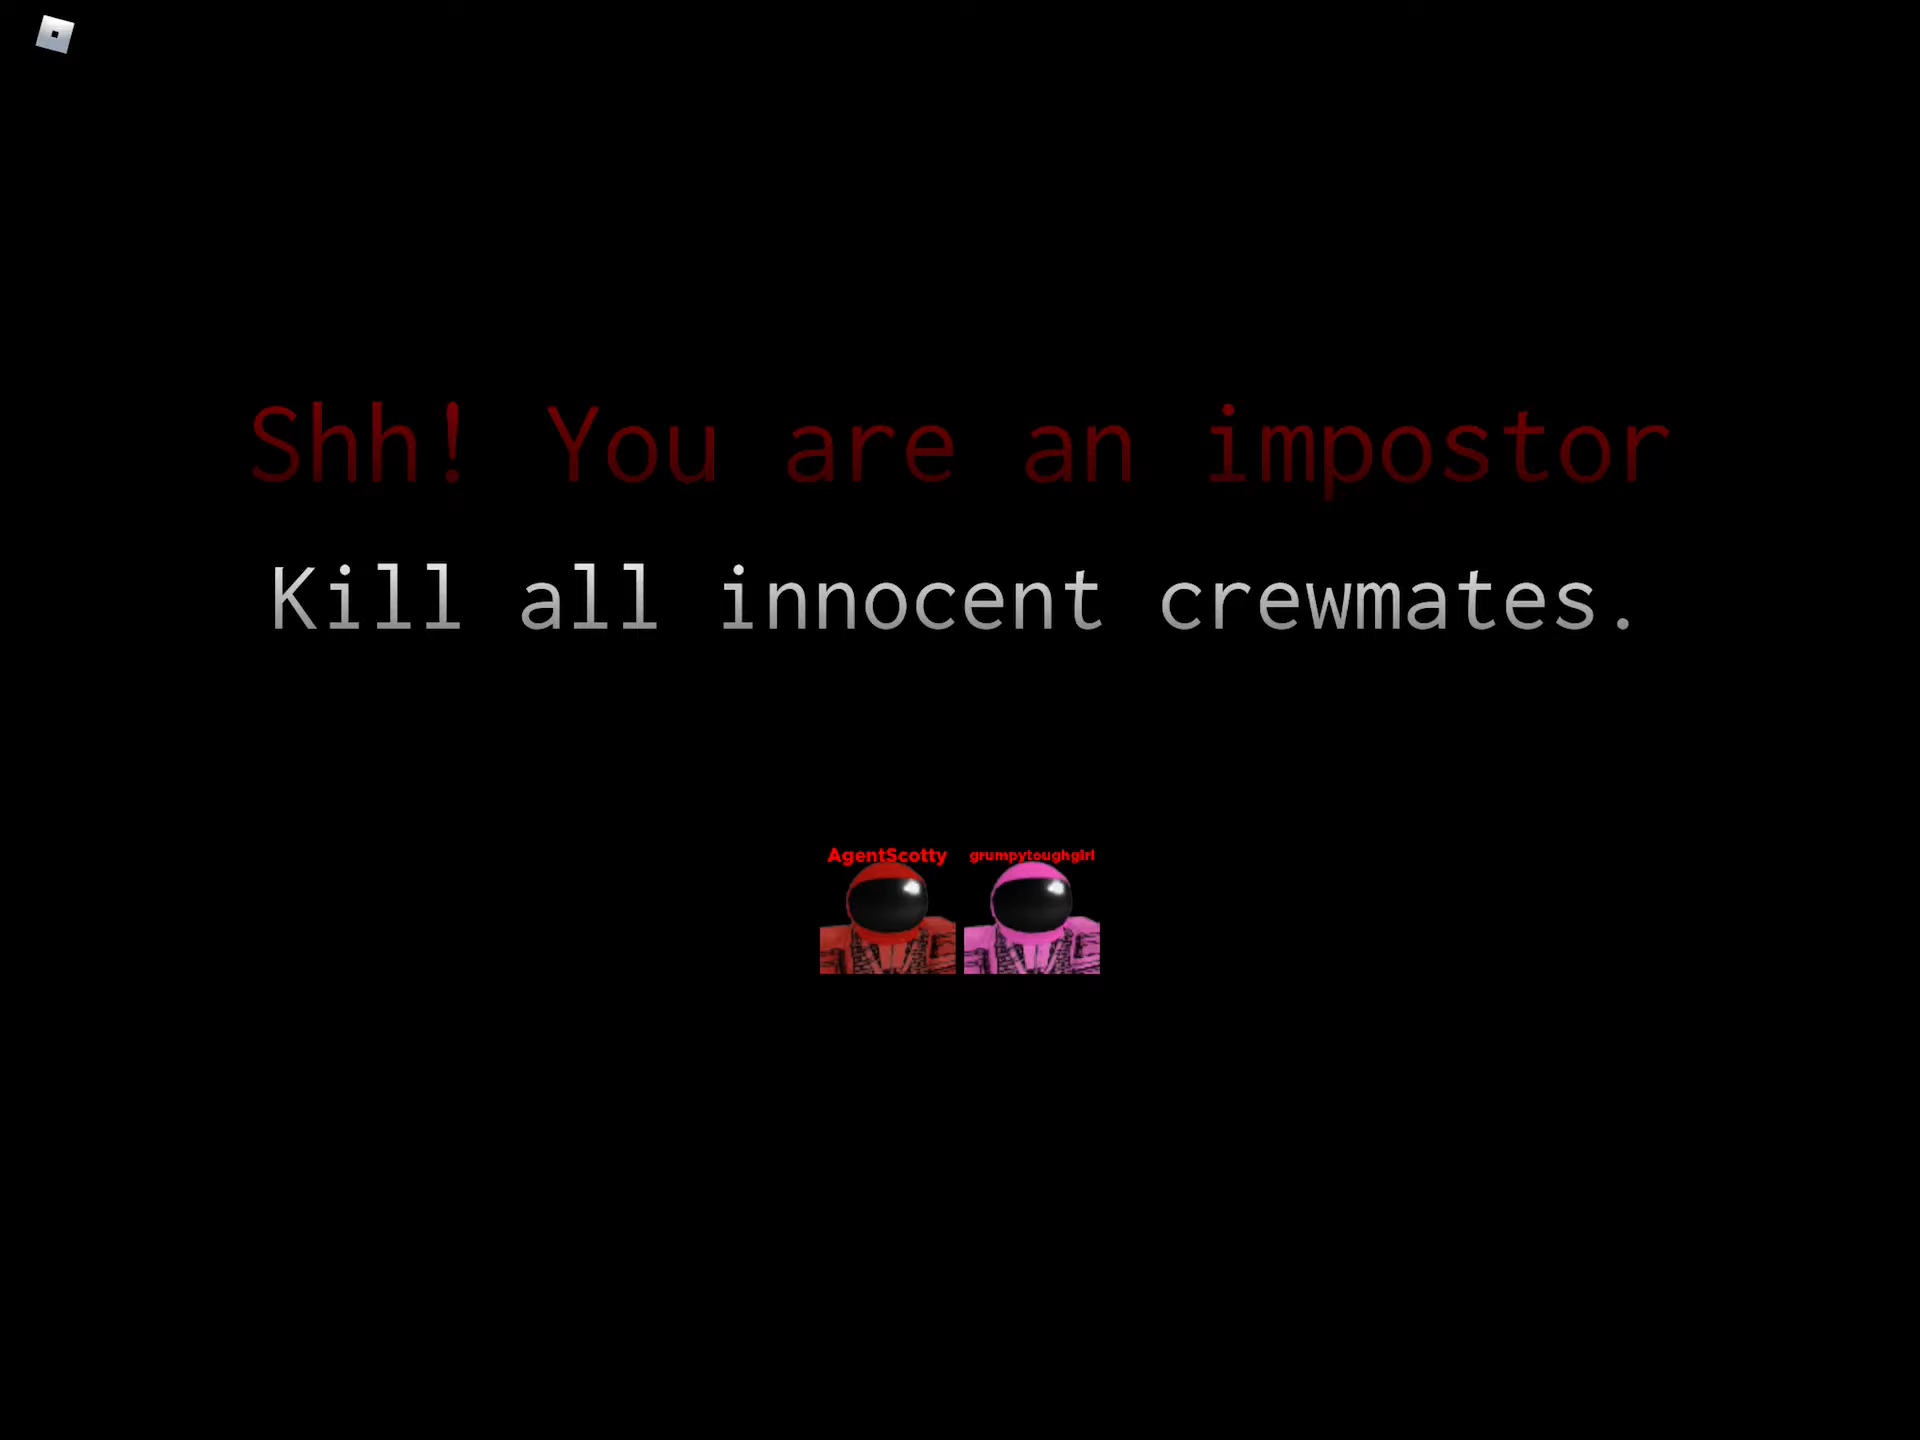 Shh! You are an impostor
Kill all innocent crewmates.
AgentScotty grumpytoughgirl